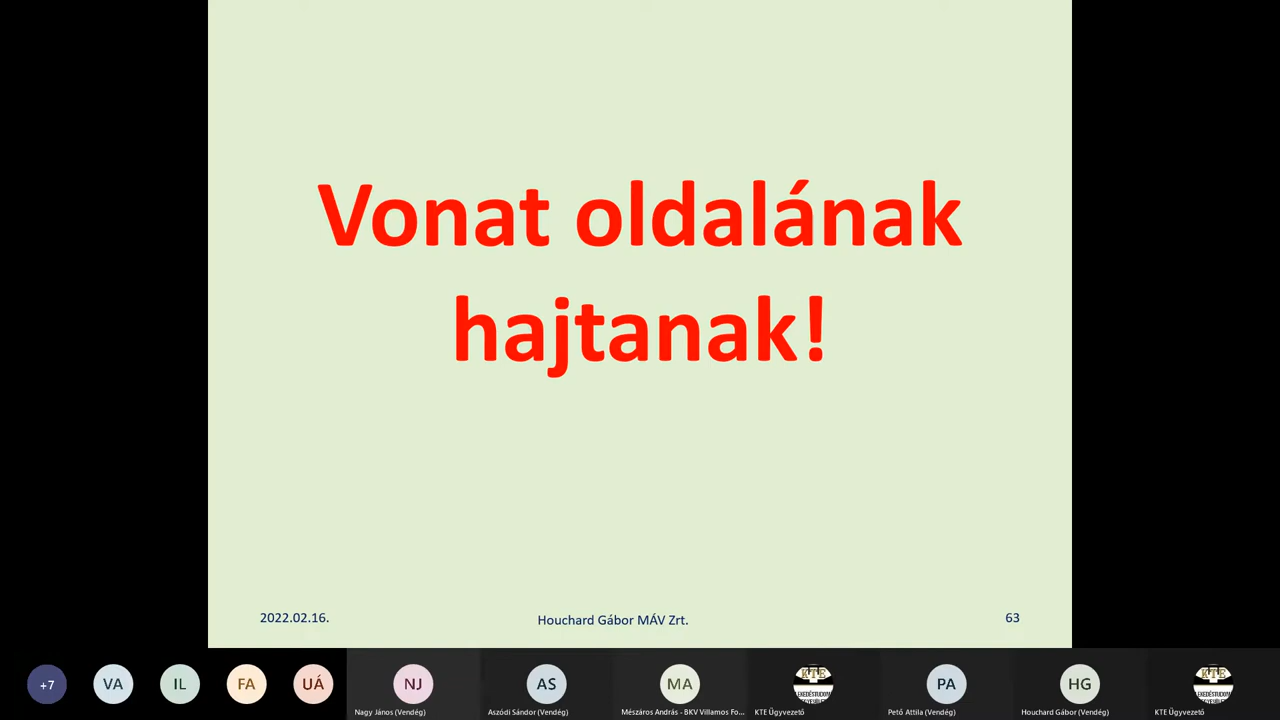 Vonat oldalának
hajtanak!
2022.02.16.
Houchard Gábor MÁV Zrt.
63
+7
VA
IL
FA
UÁ
NJ
AS
MA
KTE
PA
HG
KTE
Nagy János (Vendég)
Aszódi Sándor (Vendég)
Mészáros András - BKV Villamos Fo...
KTE Ügyvezető
Pető Attila (Vendég)
Houchard Gábor (Vendég)
KTE Ügyvezető